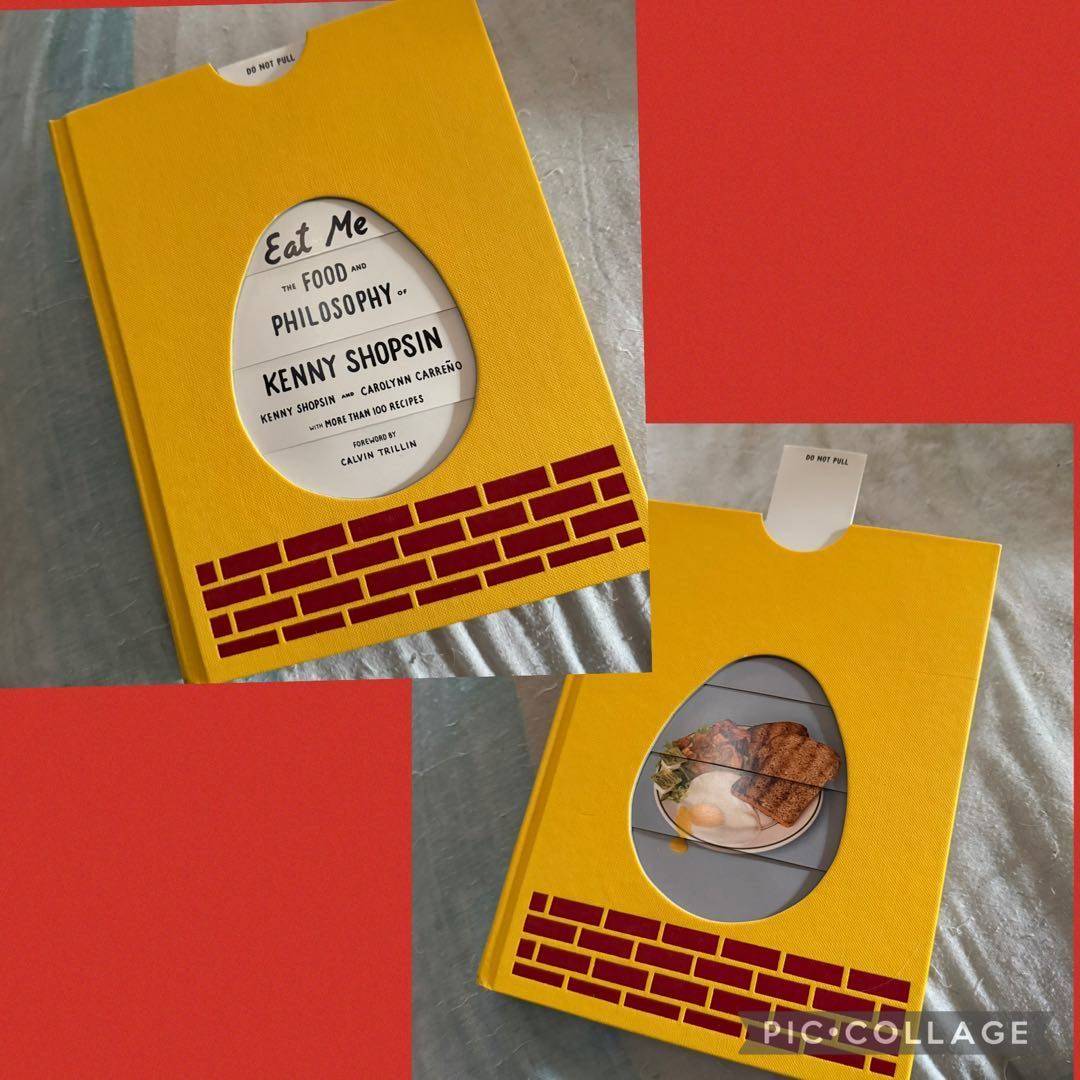 DO NOT PULL
Eat Me
THE FOOD AND
PHILOSOPHY OF
KENNY SHOPSIN
KENNY SHOPSIN AND CAROLYNN CARREÑO
WITH MORE THAN 100 RECIPES
FOREWORD BY
CALVIN TRILLIN
DO NOT PULL
PIC•COLLAGE